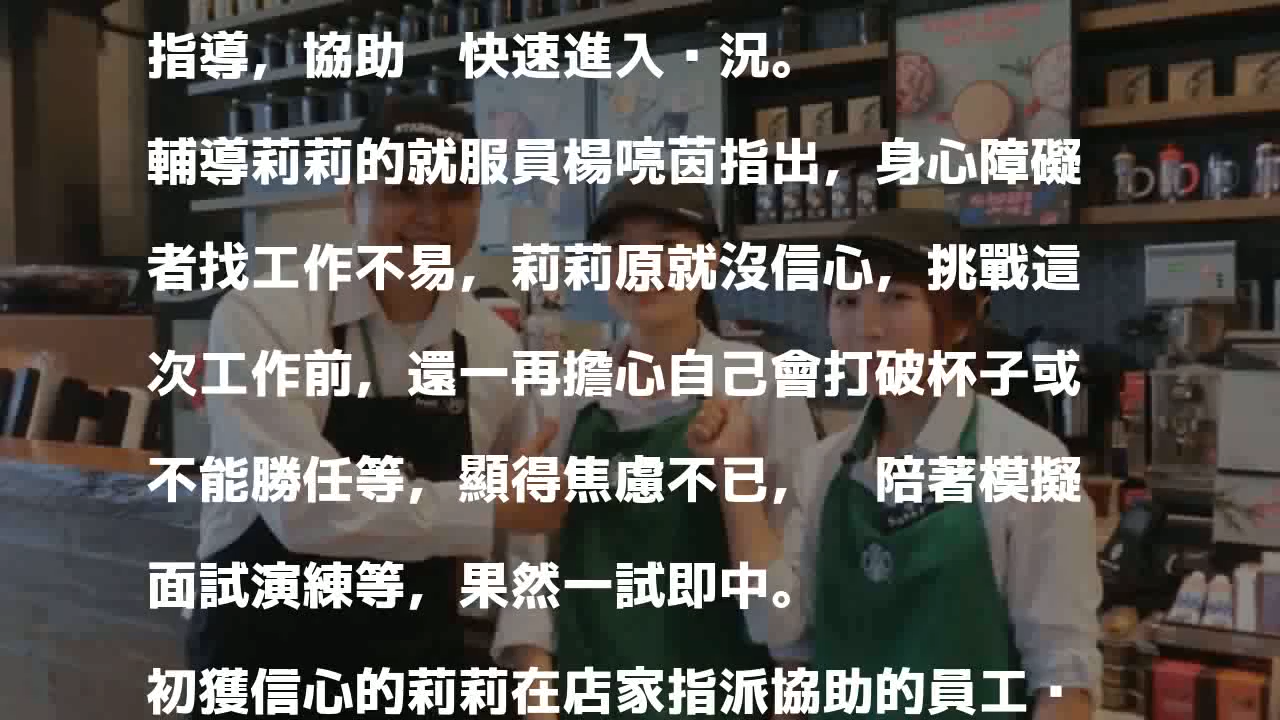 指導，協助　快速進入·況。
輔導莉莉的就服員楊喨茵指出，身心障礙
者找工作不易，莉莉原就沒信心，挑戰這
次工作前，還一再擔心自己會打破杯子或
不能勝任等，顯得焦慮不已，　陪著模擬
面試演練等，果然一試即中。
初獲信心的莉莉在店家指派協助的員工·